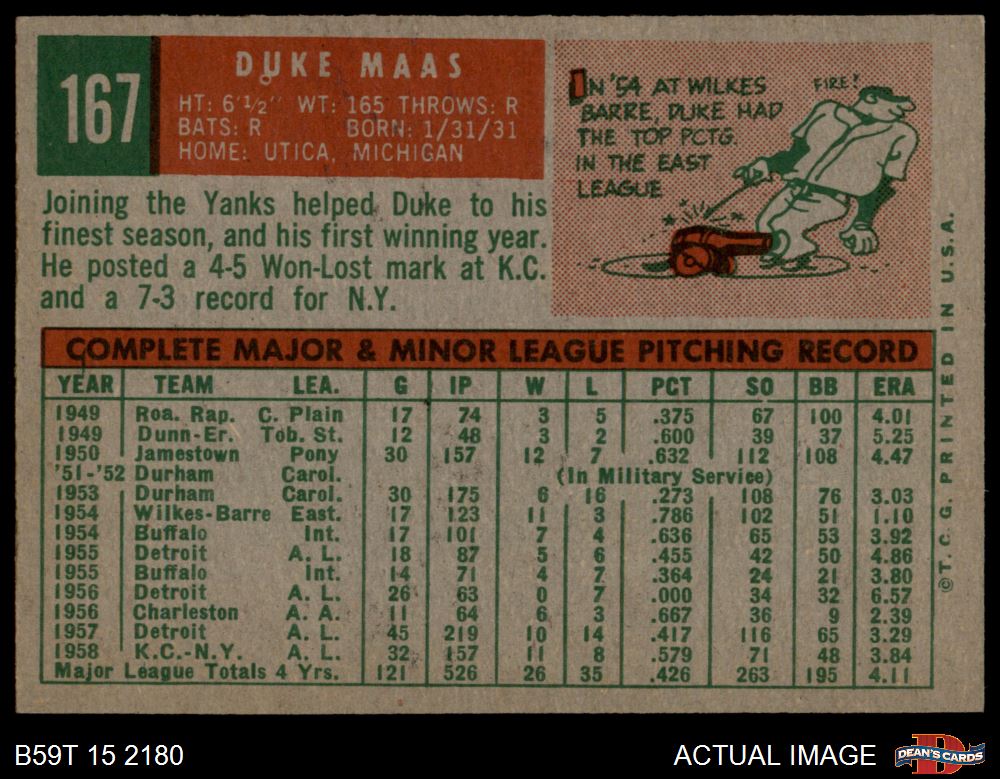 167
DUKE MAAS
HT: 6'1/2" WT: 165 THROWS: R
BATS: R BORN: 1/31/31
HOME: UTICA, MICHIGAN
IN '54 AT WILKES
BARRE, DUKE HAD
THE TOP PCTG.
IN THE EAST
LEAGUE
FIRE!
Joining the Yanks helped Duke to his
finest season, and his first winning year.
He posted a 4-5 Won-Lost mark at K.C.
and a 7-3 record for N.Y.
COMPLETE MAJOR & MINOR LEAGUE PITCHING RECORD
YEAR TEAM LEA. G IP W L PCT SO BB ERA
1949 Roa. Rap. C. Plain 17 74 3 5 .375 67 100 4.01
1949 Dunn-Er. Tob. St. 12 48 3 2 .600 39 37 5.25
1950 Jamestown Pony 30 157 12 7 .632 112 108 4.47
'51-'52 Durham Carol. (In Military Service)
1953 Durham Carol. 30 175 6 16 .273 108 76 3.03
1954 Wilkes-Barre East. 17 123 11 3 .786 102 51 1.10
1954 Buffalo Int. 17 101 7 4 .636 65 53 3.92
1955 Detroit A. L. 18 87 5 6 .455 42 50 4.86
1955 Buffalo Int. 14 71 4 7 .364 24 21 3.80
1956 Detroit A. L. 26 63 0 7 .000 34 32 6.57
1956 Charleston A. A. 11 64 6 3 .667 36 9 2.39
1957 Detroit A. L. 45 219 10 14 .417 116 65 3.29
1958 K.C.-N.Y. A. L. 32 157 11 8 .579 71 48 3.84
Major League Totals 4 Yrs. 121 526 26 35 .426 263 195 4.11
©T. C. G. PRINTED IN U.S.A.
B59T 15 2180
ACTUAL IMAGE
DEAN'S CARDS